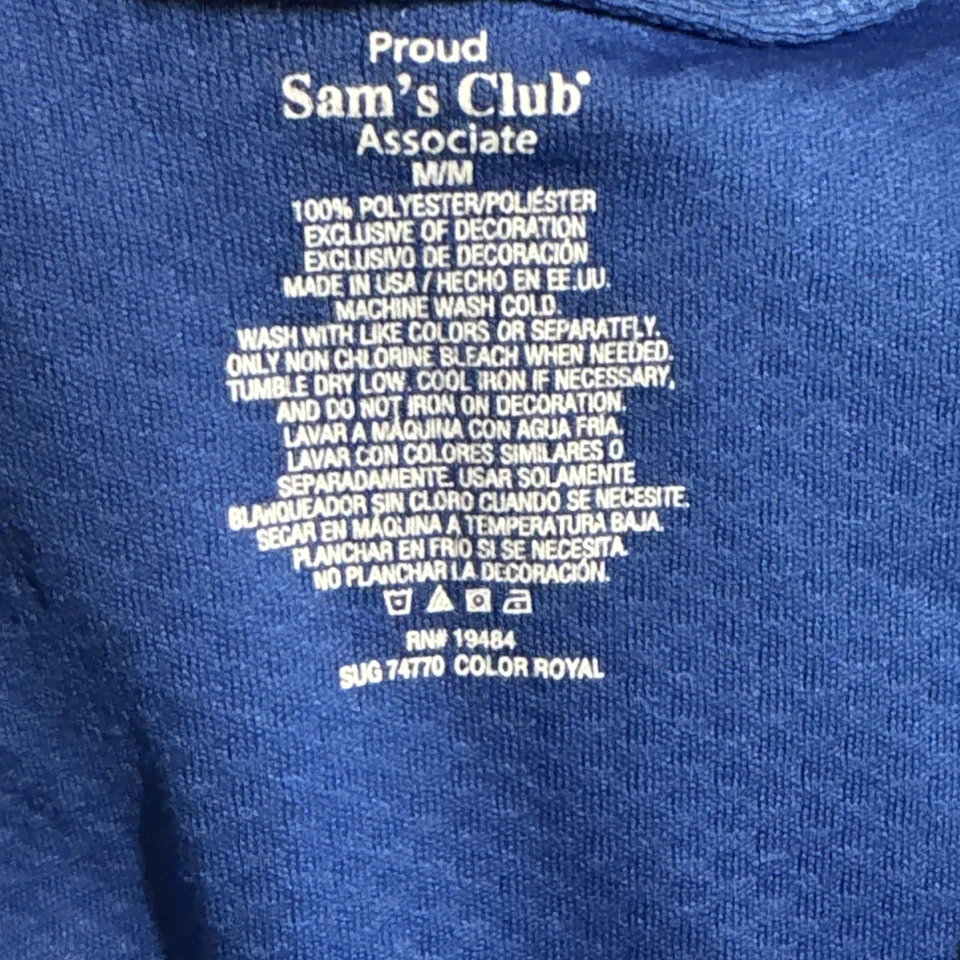 Proud
Sam's Club
Associate
M/M
100% POLYESTER/POLIÉSTER
EXCLUSIVE OF DECORATION
EXCLUSIVO DE DECORACIÓN
MADE IN USA / HECHO EN EE.UU.
MACHINE WASH COLD.
WASH WITH LIKE COLORS OR SEPARATELY.
ONLY NON CHLORINE BLEACH WHEN NEEDED.
TUMBLE DRY LOW. COOL IRON IF NECESSARY,
AND DO NOT IRON ON DECORATION.
LAVAR A MÁQUINA CON AGUA FRÍA.
LAVAR CON COLORES SIMILARES O
SEPARADAMENTE. USAR SOLAMENTE
BLANQUEADOR SIN CLORO CUANDO SE NECESITE.
SECAR EN MÁQUINA A TEMPERATURA BAJA.
PLANCHAR EN FRÍO SI SE NECESITA.
NO PLANCHAR LA DECORACIÓN.
RN# 19484
SUG 74770 COLOR ROYAL